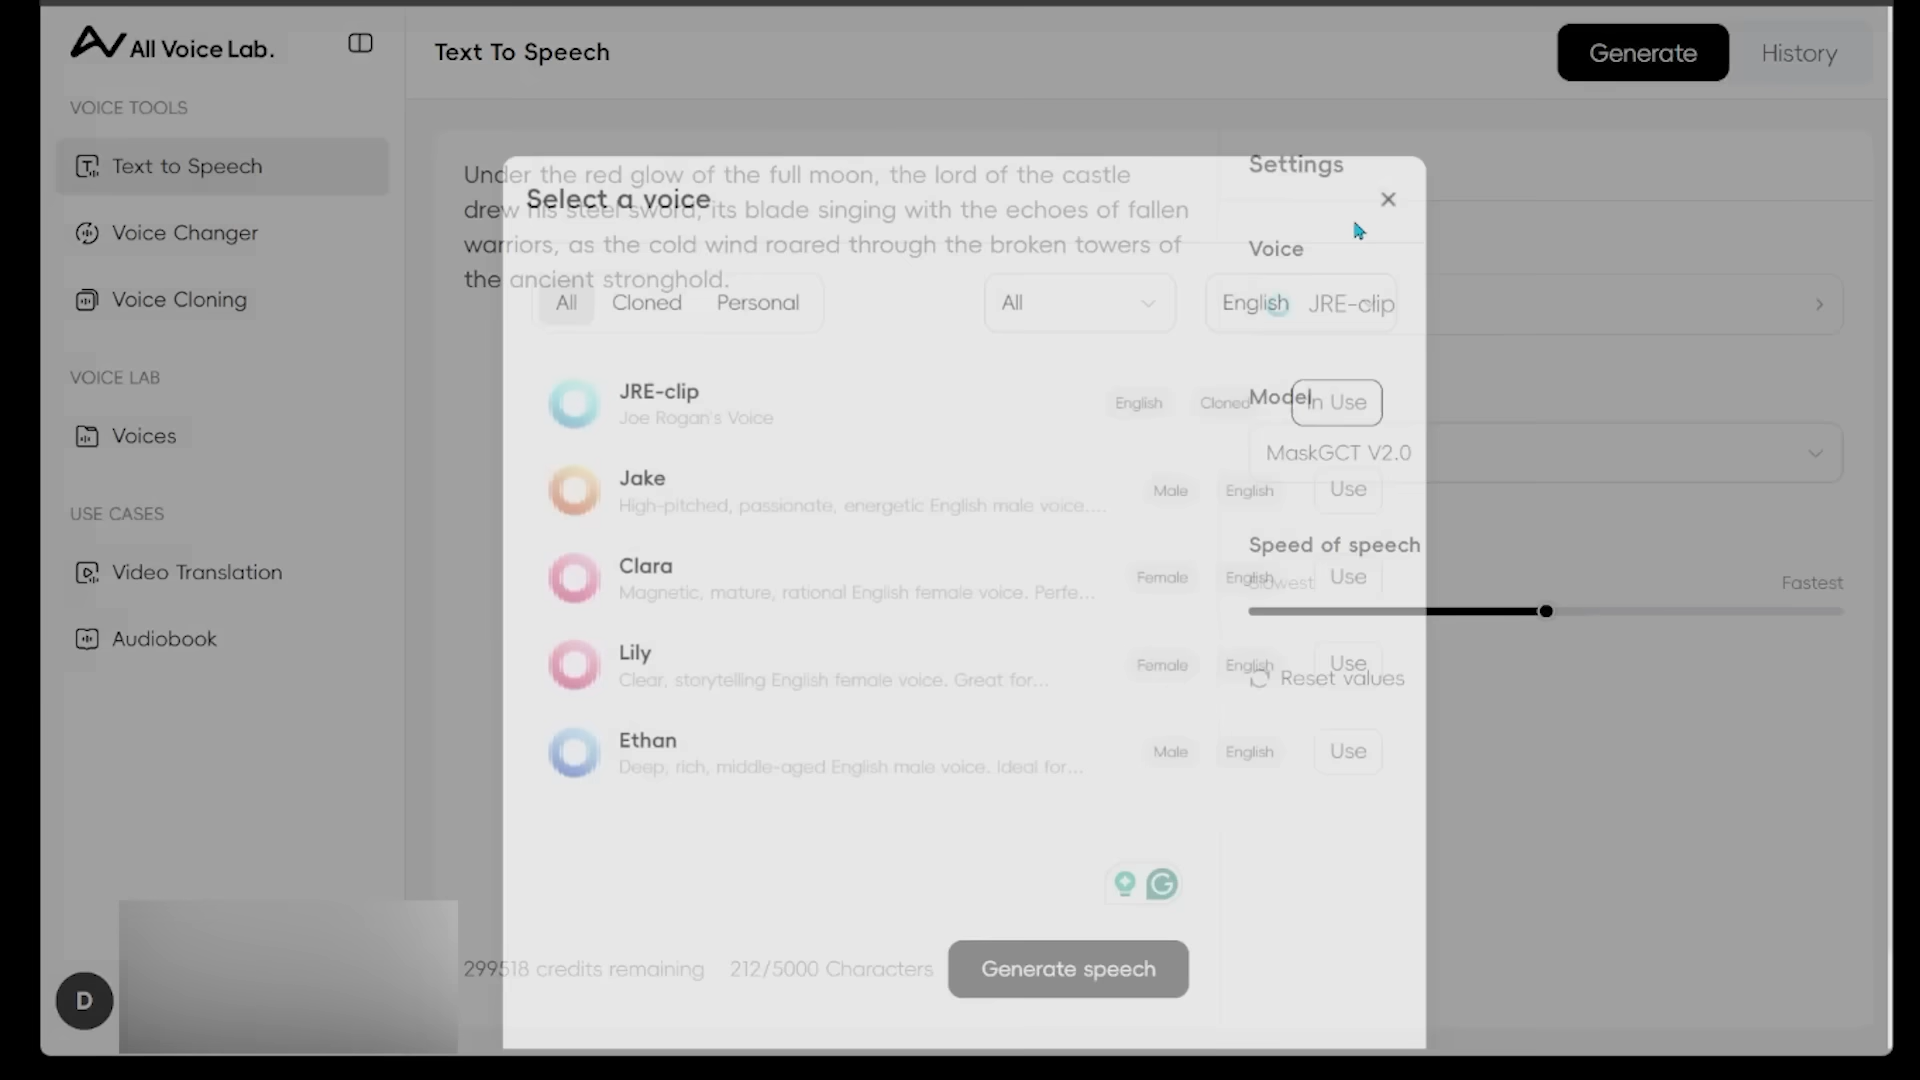 All Voice Lab.
VOICE TOOLS
Text to Speech
Voice Changer
Voice Cloning
VOICE LAB
Voices
USE CASES
Video Translation
Audiobook
D
Text To Speech
Generate
History
Under the red glow of the full moon, the lord of the castle
drew his steel sword, its blade singing with the echoes of fallen
warriors, as the cold wind roared through the broken towers of
the ancient stronghold.
Select a voice
All
Cloned
Personal
All
English
JRE-clip
Joe Rogan's Voice
English
Cloned
In Use
Jake
High-pitched, passionate, energetic English male voice....
Male
English
Use
Clara
Magnetic, mature, rational English female voice. Perfe...
Female
English
Use
Lily
Clear, storytelling English female voice. Great for...
Female
English
Use
Ethan
Deep, rich, middle-aged English male voice. Ideal for...
Male
English
Use
299518 credits remaining
212/5000 Characters
Generate speech
Settings
Voice
JRE-clip
Model
MaskGCT V2.0
Speed of speech
Slowest
Fastest
Reset values